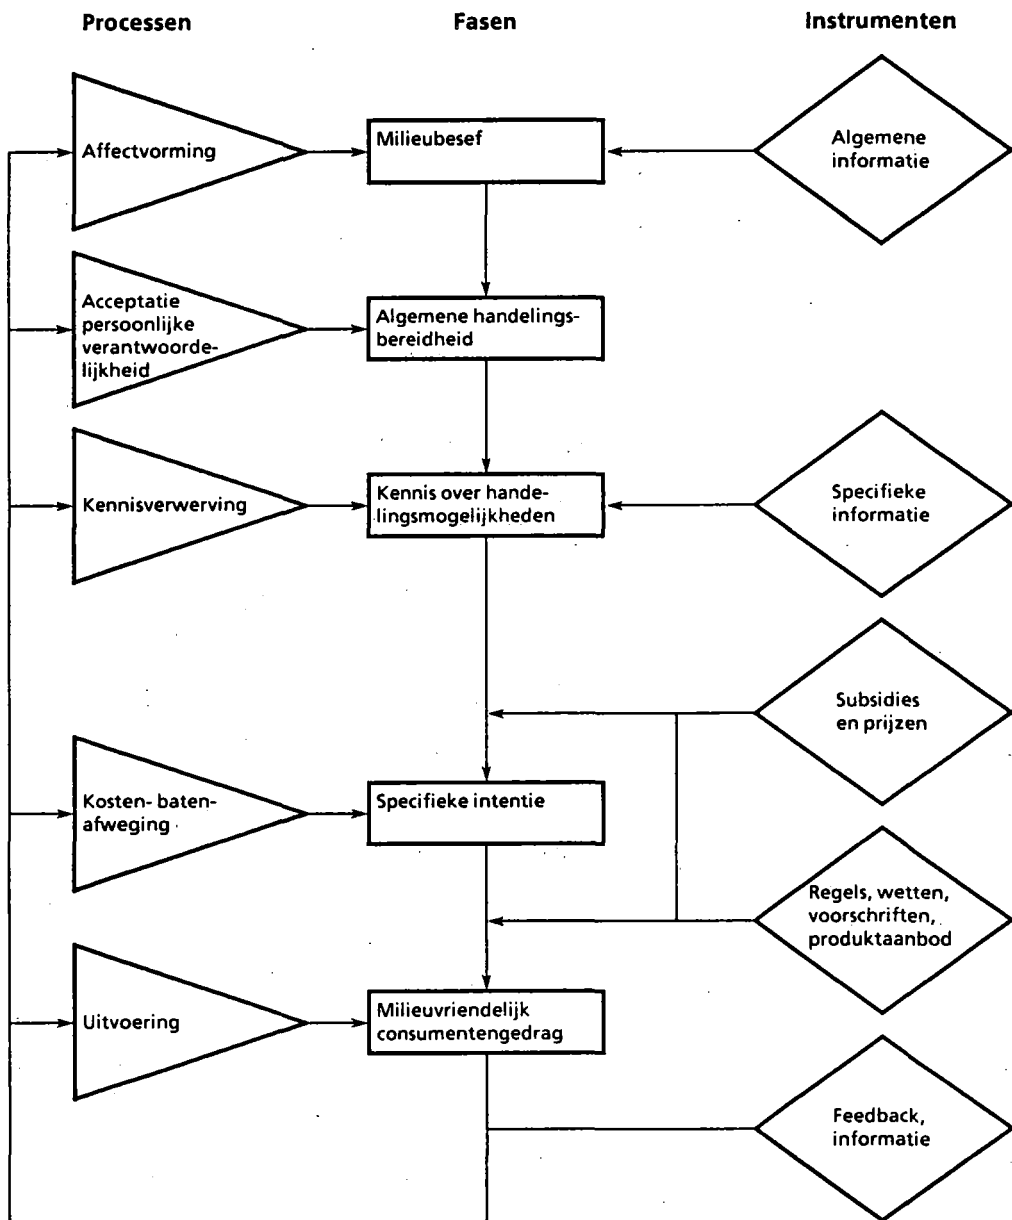 Processen
Fasen
Instrumenten
Affectvorming
Milieubesef
Algemene
informatie
Acceptatie
persoonlijke
verantwoorde-
lijkheid
Algemene handelings-
bereidheid
Kennisverwerving
Kennis over hande-
lingsmogelijkheden
Specifieke
informatie
Subsidies
en prijzen
Kosten- baten-
afweging
Specifieke intentie
Regels, wetten,
voorschriften,
produktaanbod
Uitvoering
Milieuvriendelijk
consumentengedrag
Feedback,
informatie